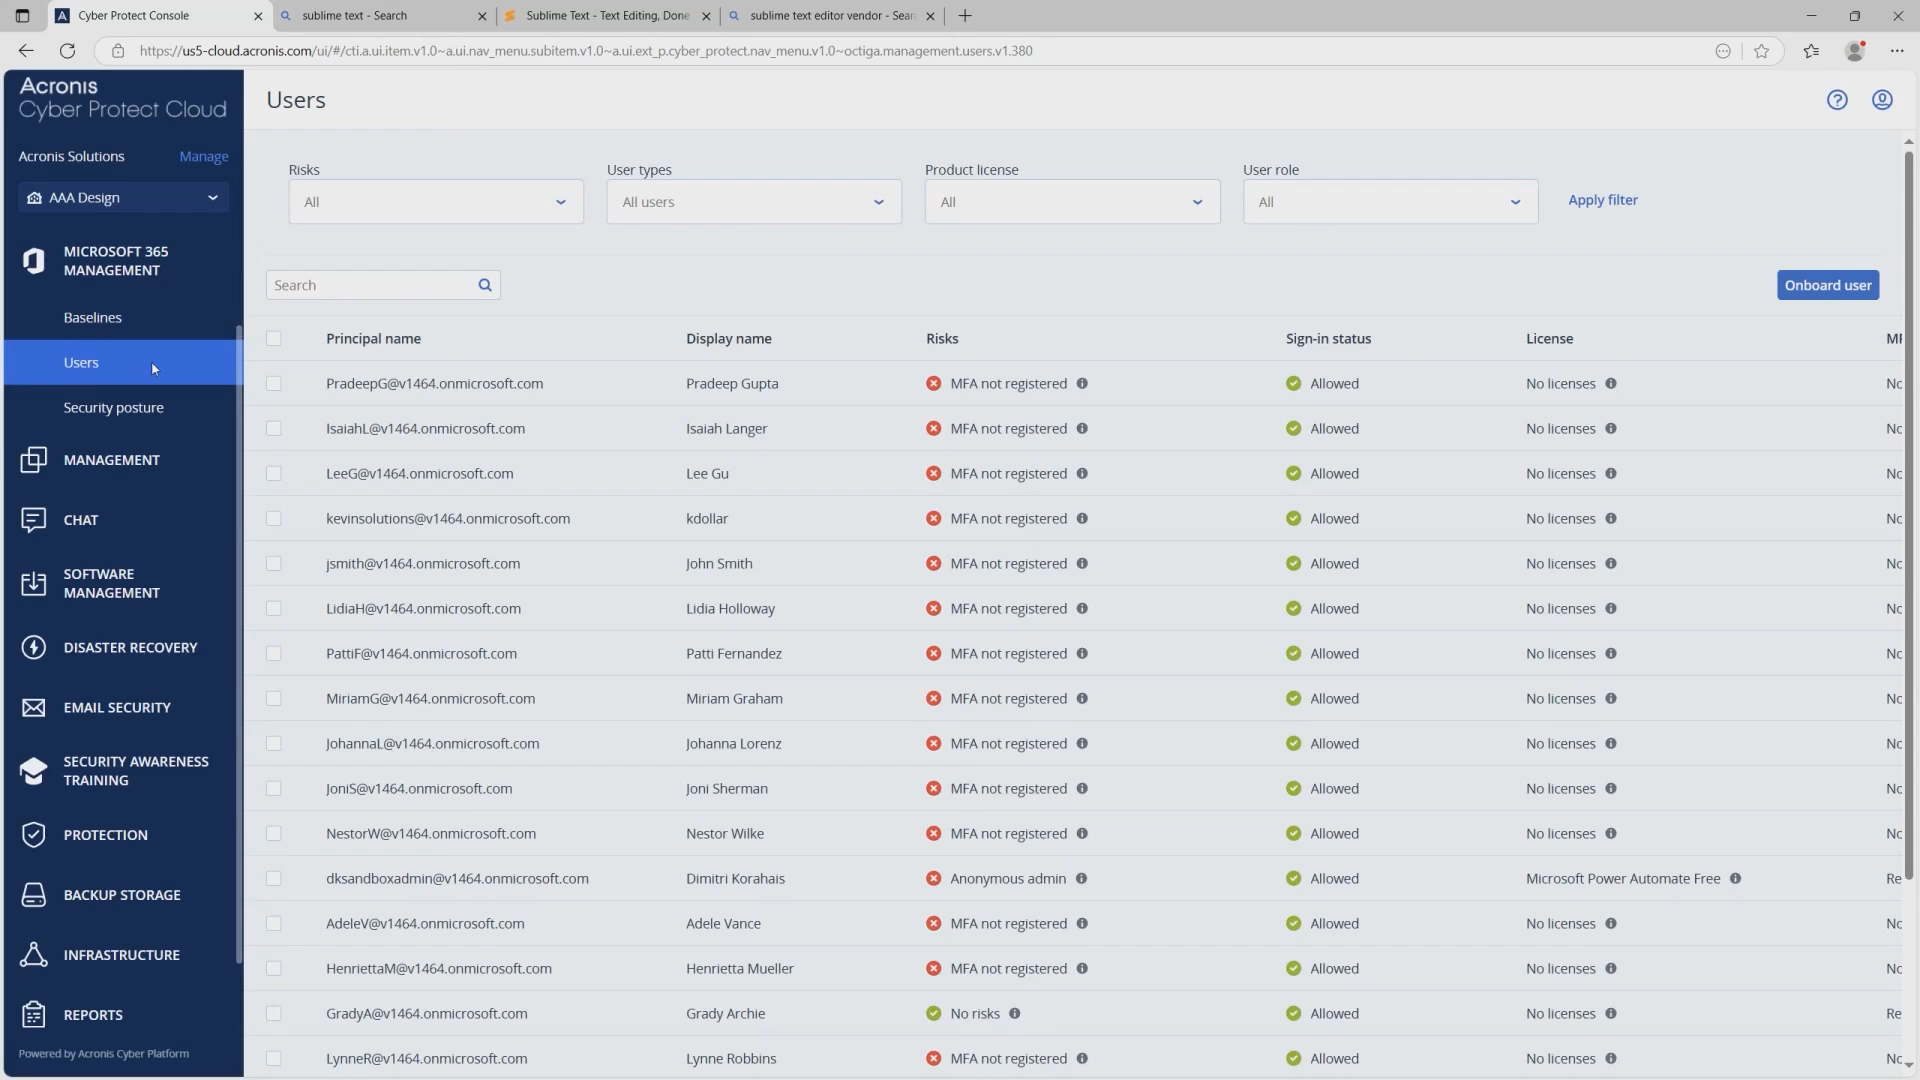 Cyber Protect Console
sublime text - Search
Sublime Text - Text Editing, Done
sublime text editor vendor - Sear
https://us5-cloud.acronis.com/ui/#/cti.a.ui.item.v1.0~a.ui.nav_menu.subitem.v1.0~a.ui.ext_p.cyber_protect.nav_menu.v1.0~octiga.management.users.v1.380
Acronis
Cyber Protect Cloud
Acronis Solutions Manage
AAA Design
MICROSOFT 365
MANAGEMENT
Baselines
Users
Security posture
MANAGEMENT
CHAT
SOFTWARE
MANAGEMENT
DISASTER RECOVERY
EMAIL SECURITY
SECURITY AWARENESS
TRAINING
PROTECTION
BACKUP STORAGE
INFRASTRUCTURE
REPORTS
Powered by Acronis Cyber Platform
Users
Risks User types Product license User role
All All users All All Apply filter
Search Onboard user
Principal name Display name Risks Sign-in status License MF
PradeepG@v1464.onmicrosoft.com Pradeep Gupta MFA not registered Allowed No licenses No
IsaiahL@v1464.onmicrosoft.com Isaiah Langer MFA not registered Allowed No licenses No
LeeG@v1464.onmicrosoft.com Lee Gu MFA not registered Allowed No licenses No
kevinsolutions@v1464.onmicrosoft.com kdollar MFA not registered Allowed No licenses No
jsmith@v1464.onmicrosoft.com John Smith MFA not registered Allowed No licenses No
LidiaH@v1464.onmicrosoft.com Lidia Holloway MFA not registered Allowed No licenses No
PattiF@v1464.onmicrosoft.com Patti Fernandez MFA not registered Allowed No licenses No
MiriamG@v1464.onmicrosoft.com Miriam Graham MFA not registered Allowed No licenses No
JohannaL@v1464.onmicrosoft.com Johanna Lorenz MFA not registered Allowed No licenses No
JoniS@v1464.onmicrosoft.com Joni Sherman MFA not registered Allowed No licenses No
NestorW@v1464.onmicrosoft.com Nestor Wilke MFA not registered Allowed No licenses No
dksandboxadmin@v1464.onmicrosoft.com Dimitri Korahais Anonymous admin Allowed Microsoft Power Automate Free Re
AdeleV@v1464.onmicrosoft.com Adele Vance MFA not registered Allowed No licenses No
HenriettaM@v1464.onmicrosoft.com Henrietta Mueller MFA not registered Allowed No licenses No
GradyA@v1464.onmicrosoft.com Grady Archie No risks Allowed No licenses Re
LynneR@v1464.onmicrosoft.com Lynne Robbins MFA not registered Allowed No licenses No